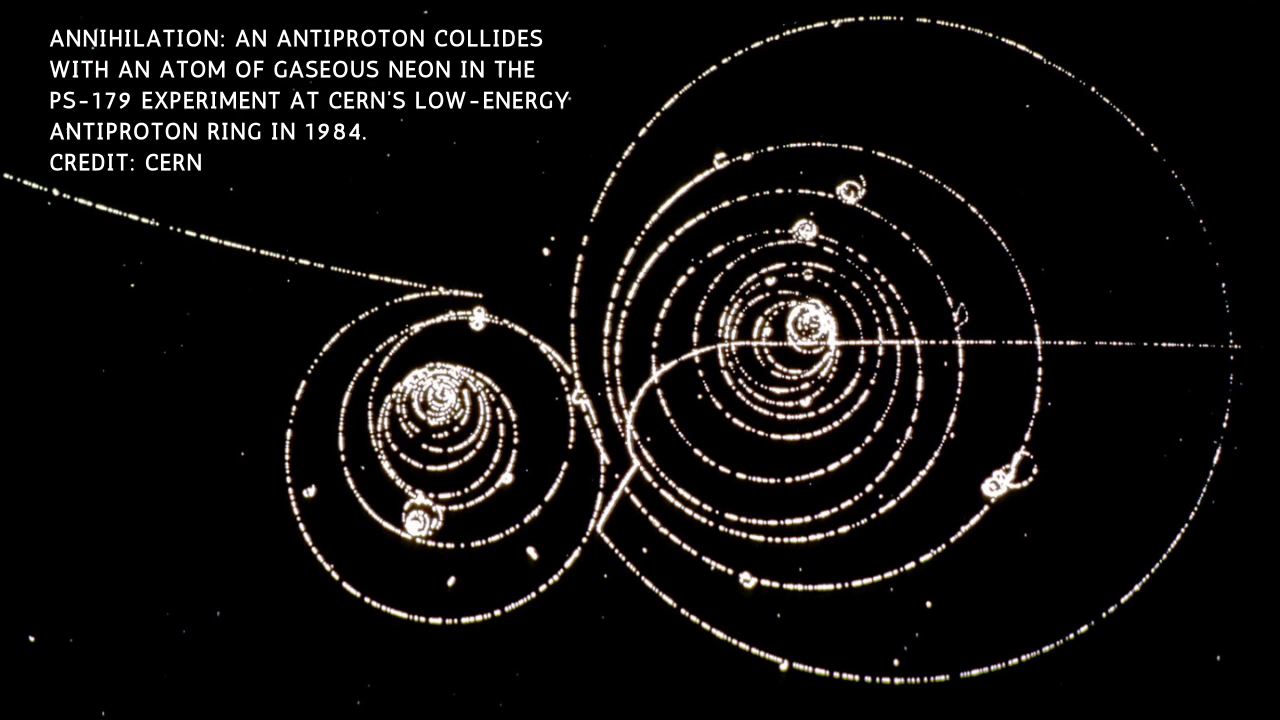 ANNIHILATION: AN ANTIPROTON COLLIDES
WITH AN ATOM OF GASEOUS NEON IN THE
PS-179 EXPERIMENT AT CERN'S LOW-ENERGY
ANTIPROTON RING IN 1984.
CREDIT: CERN